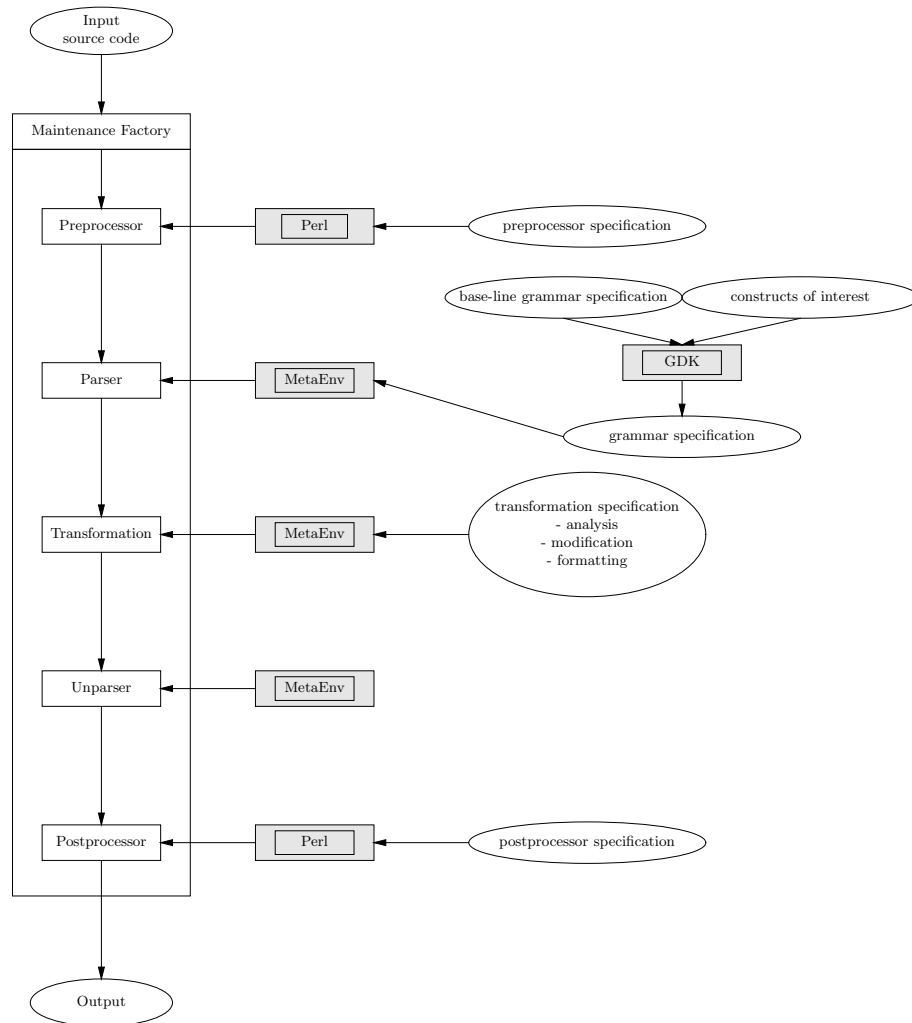 Input
source code
Maintenance Factory
Preprocessor
Perl
preprocessor specification
base-line grammar specification
constructs of interest
GDK
Parser
MetaEnv
grammar specification
Transformation
MetaEnv
transformation specification
- analysis
- modification
- formatting
Unparser
MetaEnv
Postprocessor
Perl
postprocessor specification
Output